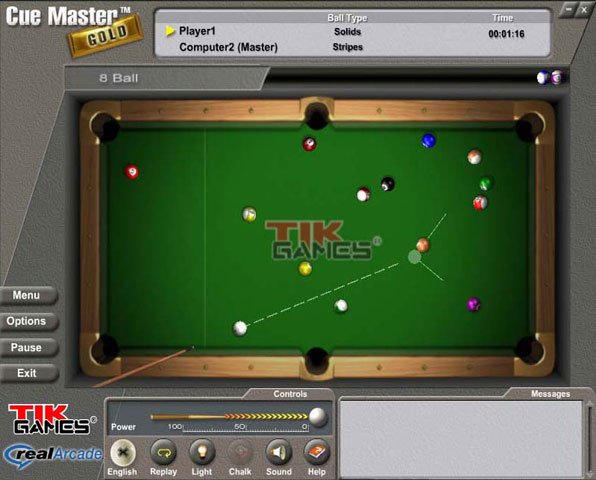 Cue Master™
GOLD
Ball Type
Time
Player1
Solids
00:01:16
Computer2 (Master)
Stripes
8 Ball
TIK
GAMES®
Menu
Options
Pause
Exit
TIK
GAMES®
realArcade
Controls
Power
100
50
0
English
Replay
Light
Chalk
Sound
Help
Messages